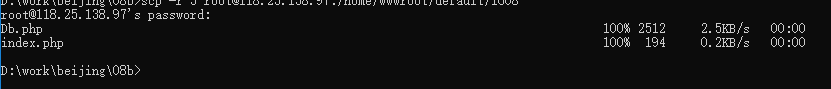 D:\work\beijing\08b>scp -r 5 root@118.25.138.97:/home/wwwroot/default/1008
root@118.25.138.97's password:
Db.php 100% 2512 2.5KB/s 00:00
index.php 100% 194 0.2KB/s 00:00
D:\work\beijing\08b>